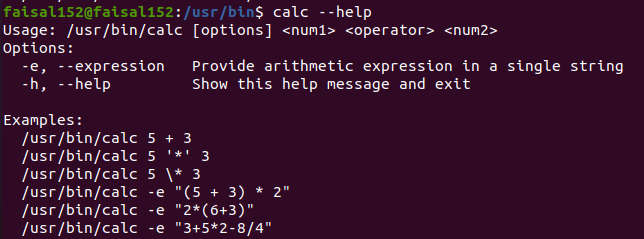 faisal152@faisal152:/usr/bin$ calc --help
Usage: /usr/bin/calc [options] <num1> <operator> <num2>
Options:
  -e, --expression   Provide arithmetic expression in a single string
  -h, --help         Show this help message and exit

Examples:
  /usr/bin/calc 5 + 3
  /usr/bin/calc 5 '*' 3
  /usr/bin/calc 5 \* 3
  /usr/bin/calc -e "(5 + 3) * 2"
  /usr/bin/calc -e "2*(6+3)"
  /usr/bin/calc -e "3+5*2-8/4"